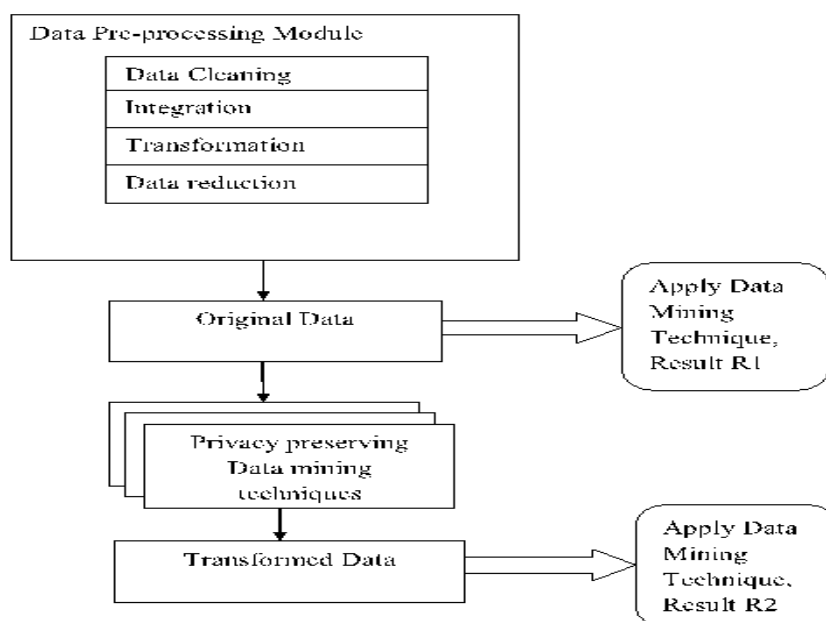 Data Pre-processing Module
Data Cleaning
Integration
Transformation
Data reduction
Original Data
Apply Data
Mining
Technique,
Result R1
Privacy preserving
Data mining
techniques
Transformed Data
Apply Data
Mining
Technique,
Result R2